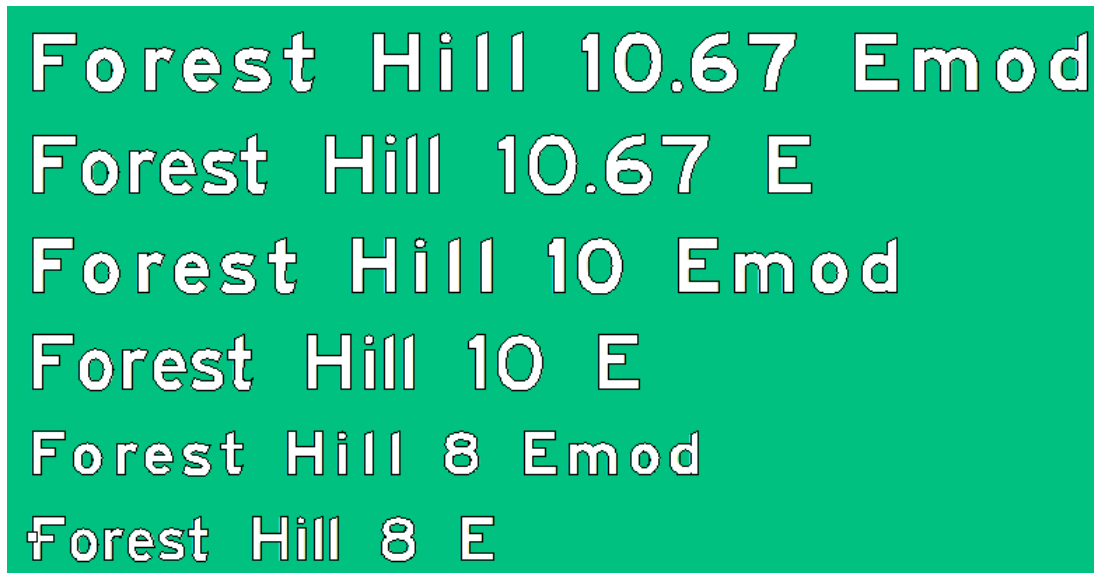 Forest Hill 10.67 Emod
Forest Hill 10.67 E
Forest Hill 10 Emod
Forest Hill 10 E
Forest Hill 8 Emod
Forest Hill 8 E